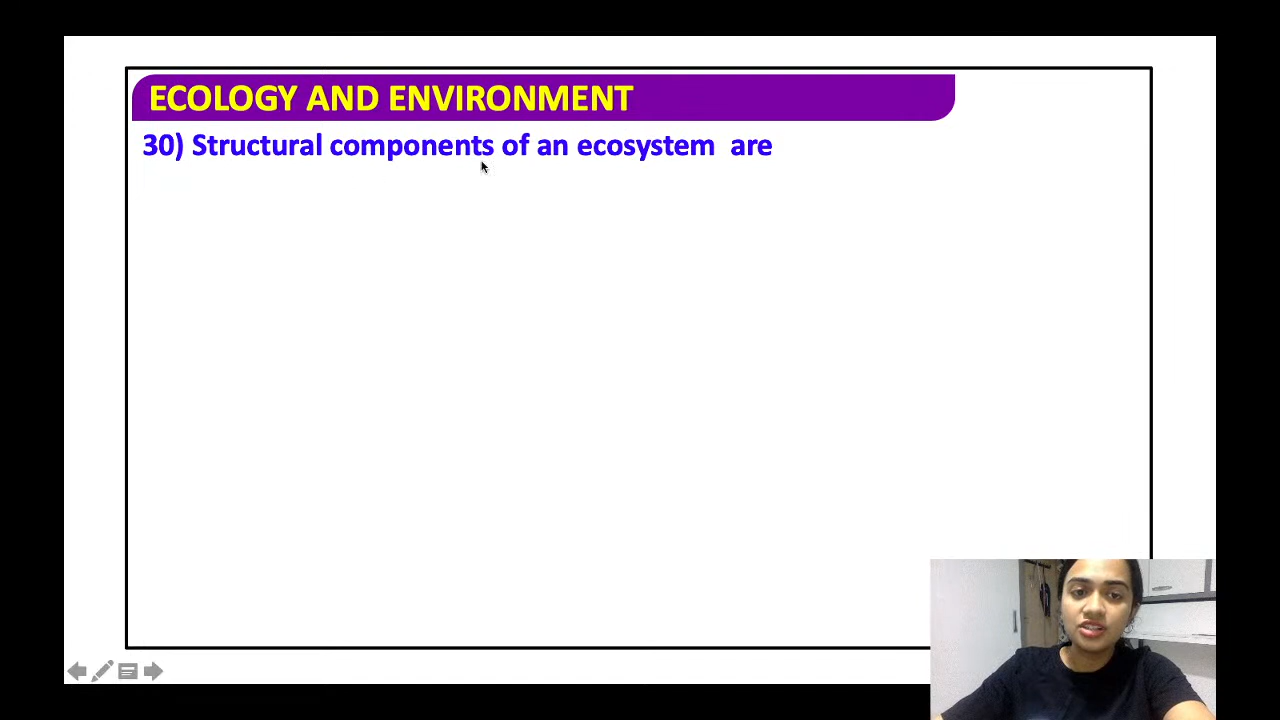 ECOLOGY AND ENVIRONMENT
30) Structural components of an ecosystem are